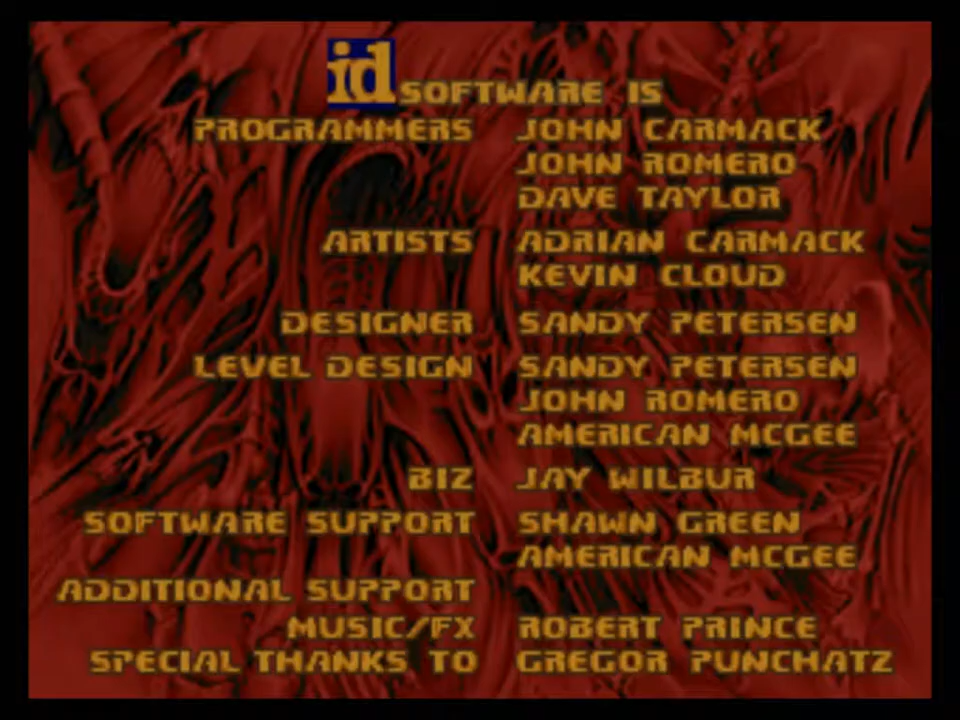 id SOFTWARE IS
PROGRAMMERS JOHN CARMACK
JOHN ROMERO
DAVE TAYLOR
ARTISTS ADRIAN CARMACK
KEVIN CLOUD
DESIGNER SANDY PETERSEN
LEVEL DESIGN SANDY PETERSEN
JOHN ROMERO
AMERICAN MCGEE
BIZ JAY WILBUR
SOFTWARE SUPPORT SHAWN GREEN
AMERICAN MCGEE
ADDITIONAL SUPPORT
MUSIC/FX ROBERT PRINCE
SPECIAL THANKS TO GREGOR PUNCHATZ